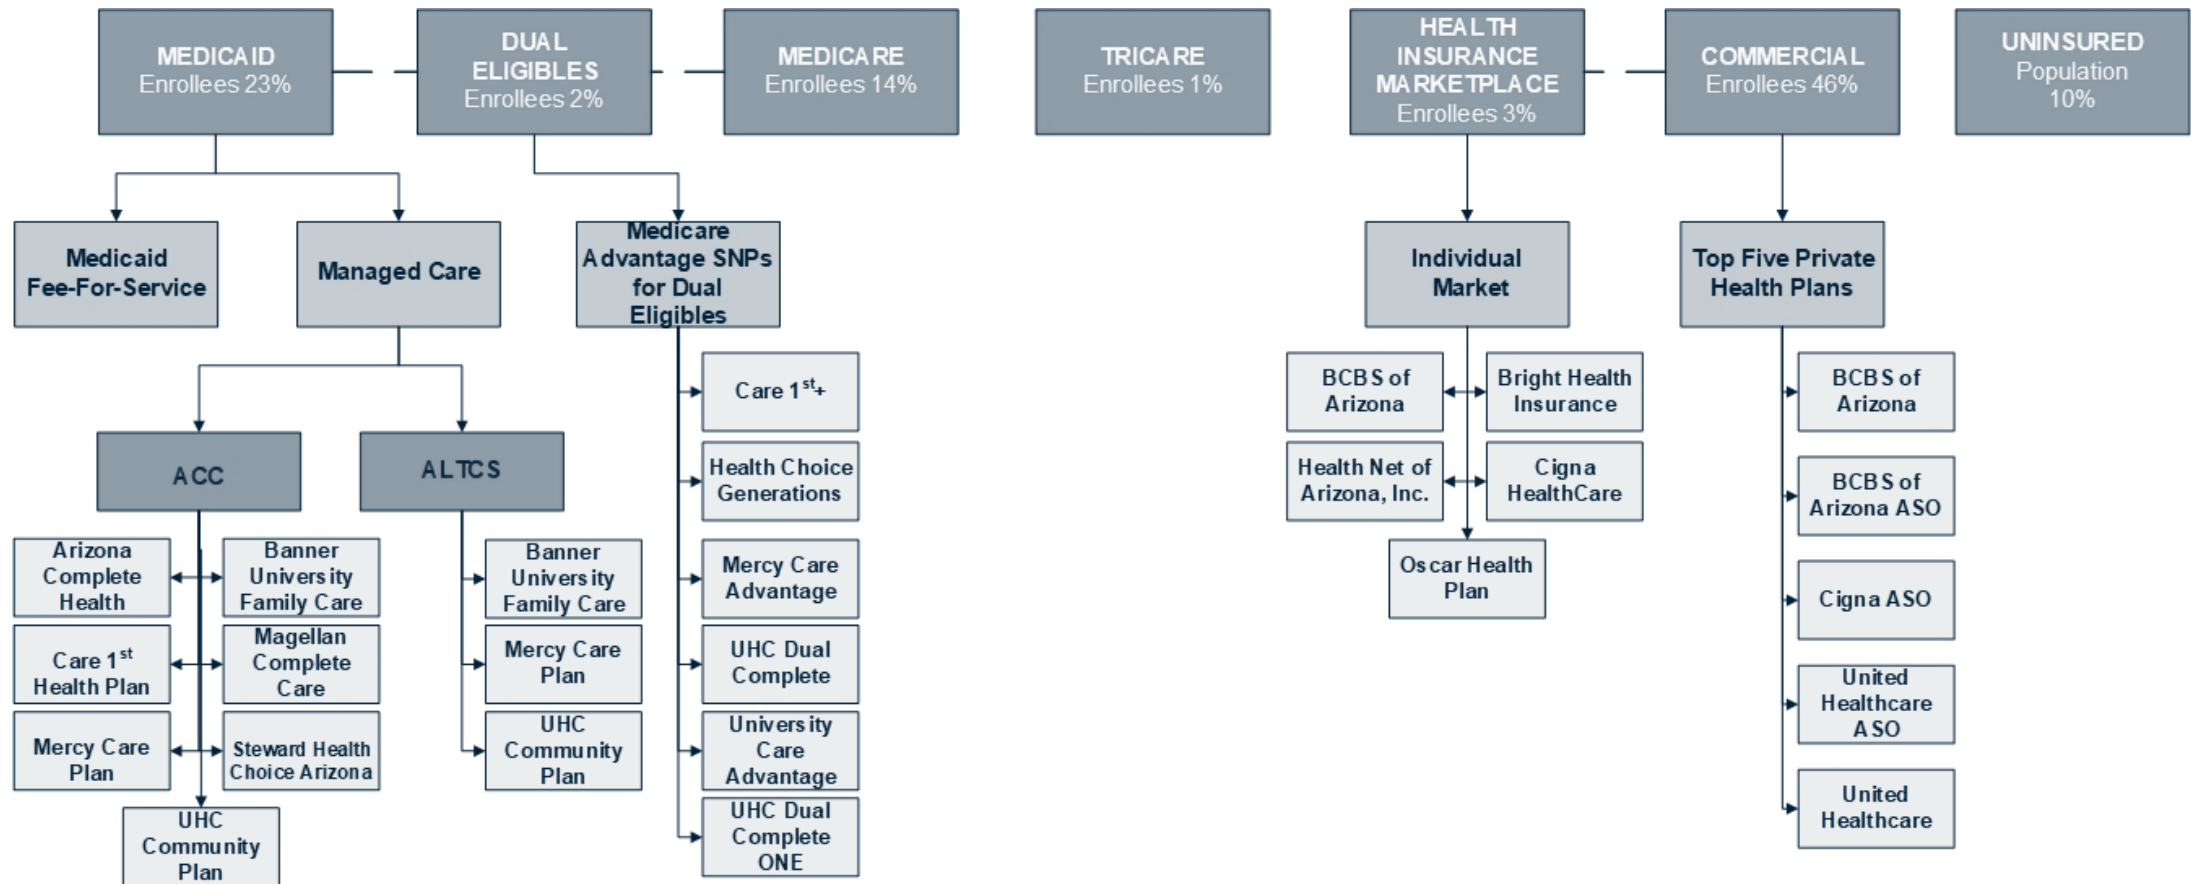 MEDICAID
Enrollees 23%
DUAL
ELIGIBLES
Enrollees 2%
MEDICARE
Enrollees 14%
TRICARE
Enrollees 1%
HEALTH
INSURANCE
MARKETPLACE
Enrollees 3%
COMMERCIAL
Enrollees 46%
UNINSURED
Population
10%
Medicaid
Fee-For-Service
Managed Care
Medicare
Advantage SNPs
for Dual
Eligibles
Individual
Market
Top Five Private
Health Plans
ACC
ALTCS
Arizona
Complete
Health
Banner
University
Family Care
Care 1st
Health Plan
Magellan
Complete
Care
Mercy Care
Plan
Steward Health
Choice Arizona
UHC
Community
Plan
Banner
University
Family Care
Mercy Care
Plan
UHC
Community
Plan
Care 1st+
Health Choice
Generations
Mercy Care
Advantage
UHC Dual
Complete
University
Care
Advantage
UHC Dual
Complete
ONE
BCBS of
Arizona
Bright Health
Insurance
Health Net of
Arizona, Inc.
Cigna
HealthCare
Oscar Health
Plan
BCBS of
Arizona
BCBS of
Arizona ASO
Cigna ASO
United
Healthcare
ASO
United
Healthcare